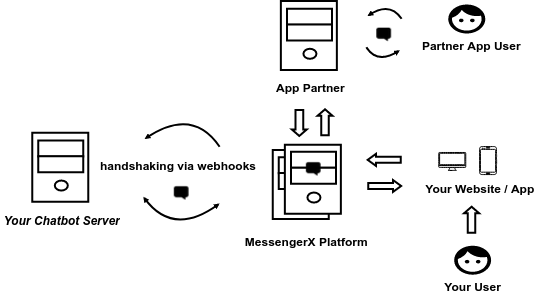 Partner App User
App Partner
handshaking via webhooks
Your Website / App
Your Chatbot Server
MessengerX Platform
Your User